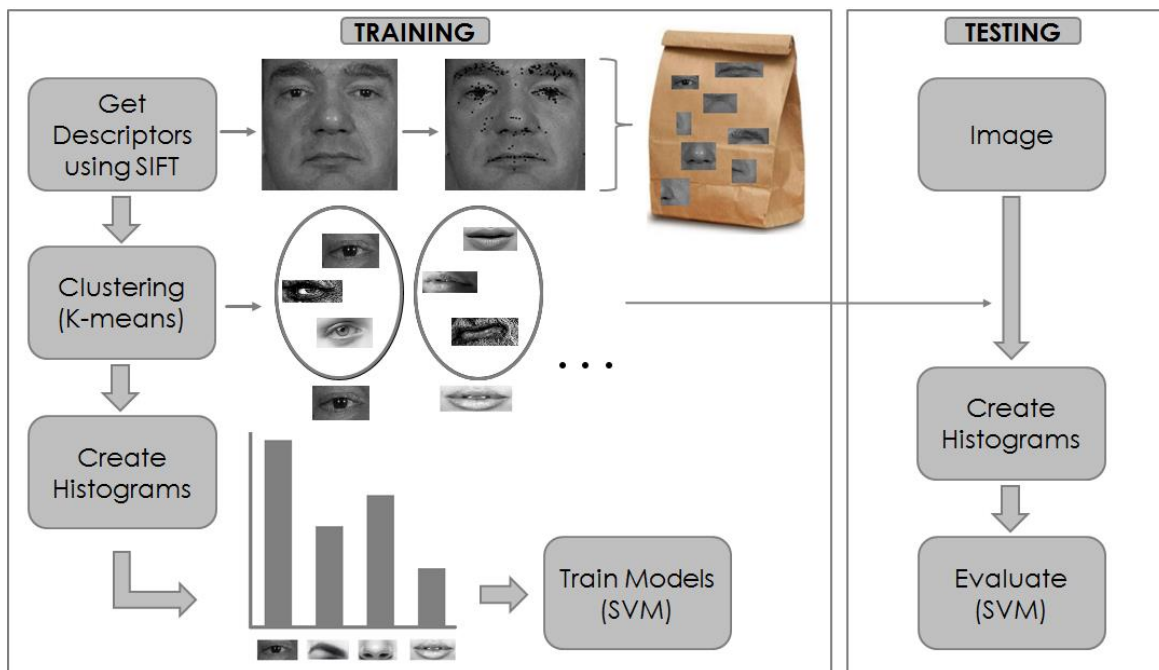 TRAINING
Get
Descriptors
using SIFT
Clustering
(K-means)
. . .
Create
Histograms
Train Models
(SVM)
TESTING
Image
Create
Histograms
Evaluate
(SVM)